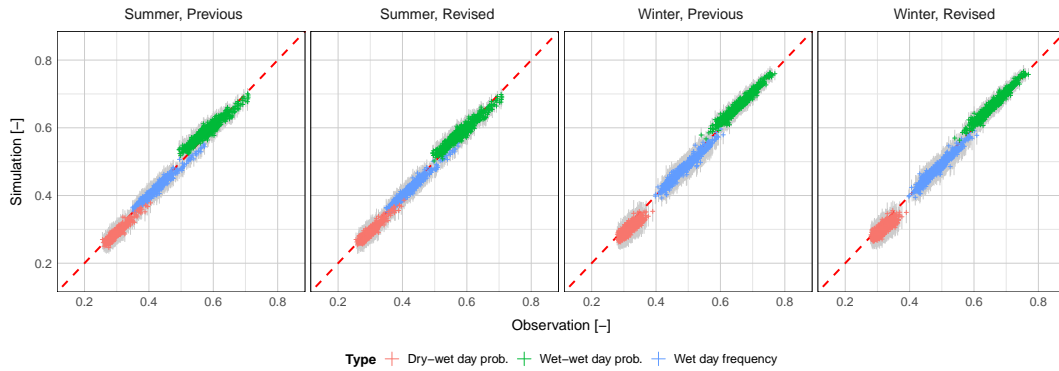 Summer, Previous
Summer, Revised
Winter, Previous
Winter, Revised
Simulation [−]
0.8
0.6
0.4
0.2
0.2 0.4 0.6 0.8
0.2 0.4 0.6 0.8
0.2 0.4 0.6 0.8
0.2 0.4 0.6 0.8
Observation [−]
Type Dry−wet day prob. Wet−wet day prob. Wet day frequency